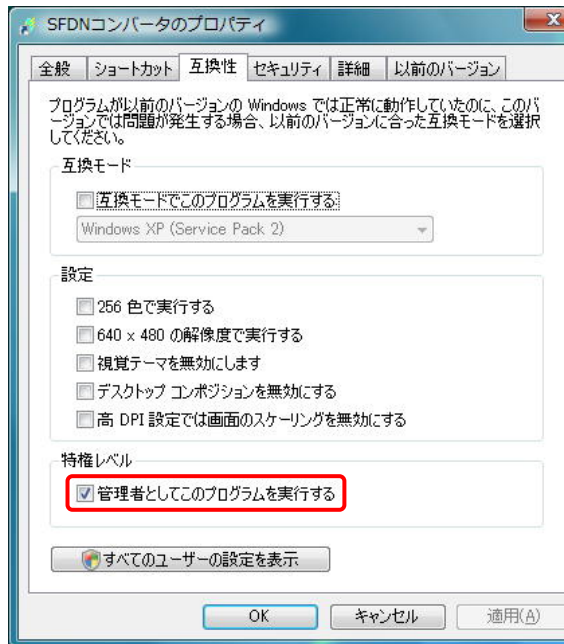 SFDNコンバータのプロパティ
全般 ショートカット 互換性 セキュリティ 詳細 以前のバージョン
プログラムが以前のバージョンの Windows では正常に動作していたのに、このバ
ージョンでは問題が発生する場合、以前のバージョンに合った互換モードを選択
してください。
互換モード
互換モードでこのプログラムを実行する:
Windows XP (Service Pack 2)
設定
256 色で実行する
640 x 480 の解像度で実行する
視覚テーマを無効にします
デスクトップ コンポジションを無効にする
高 DPI 設定では画面のスケーリングを無効にする
特権レベル
管理者としてこのプログラムを実行する
すべてのユーザーの設定を表示
OK キャンセル 適用(A)